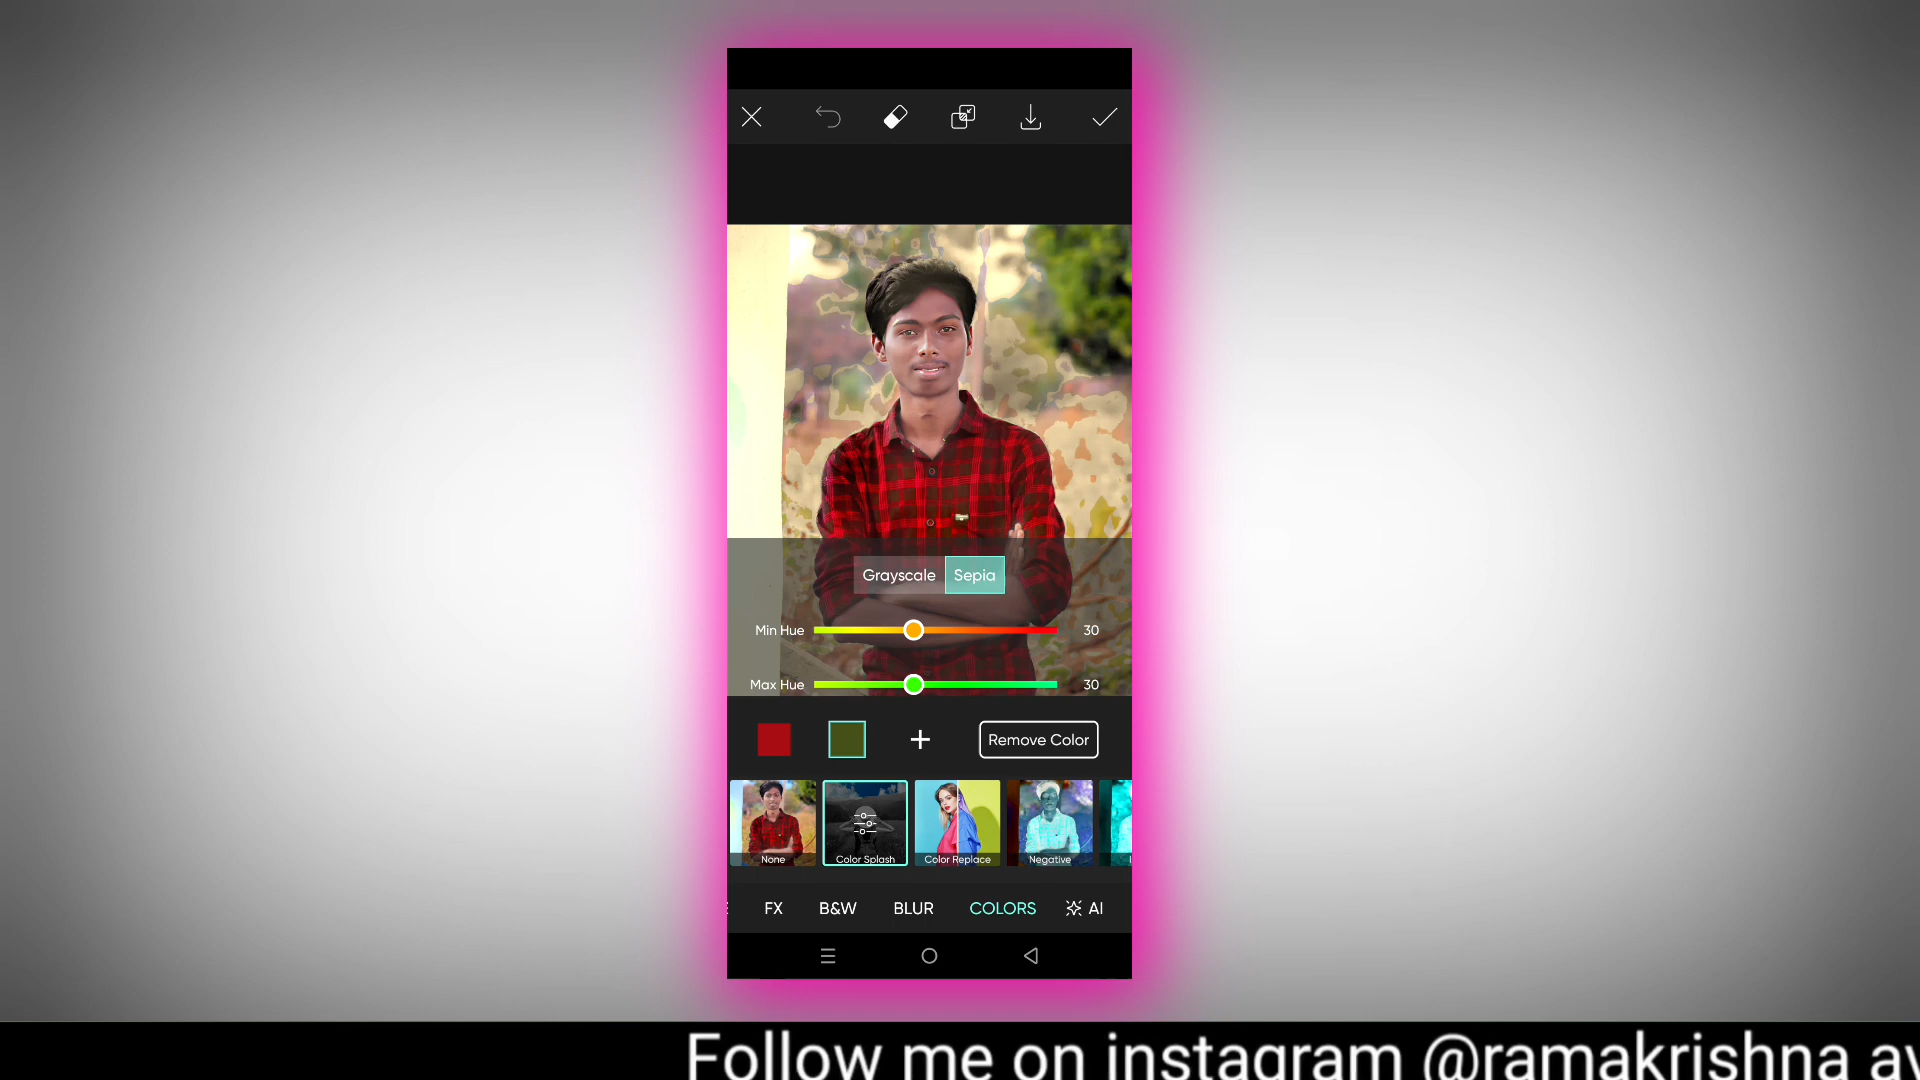 Grayscale Sepia
Min Hue 30
Max Hue 30
Remove Color
None Color Splash Color Replace Negative
FX B&W BLUR COLORS AI
Follow me on instagram @ramakrishna